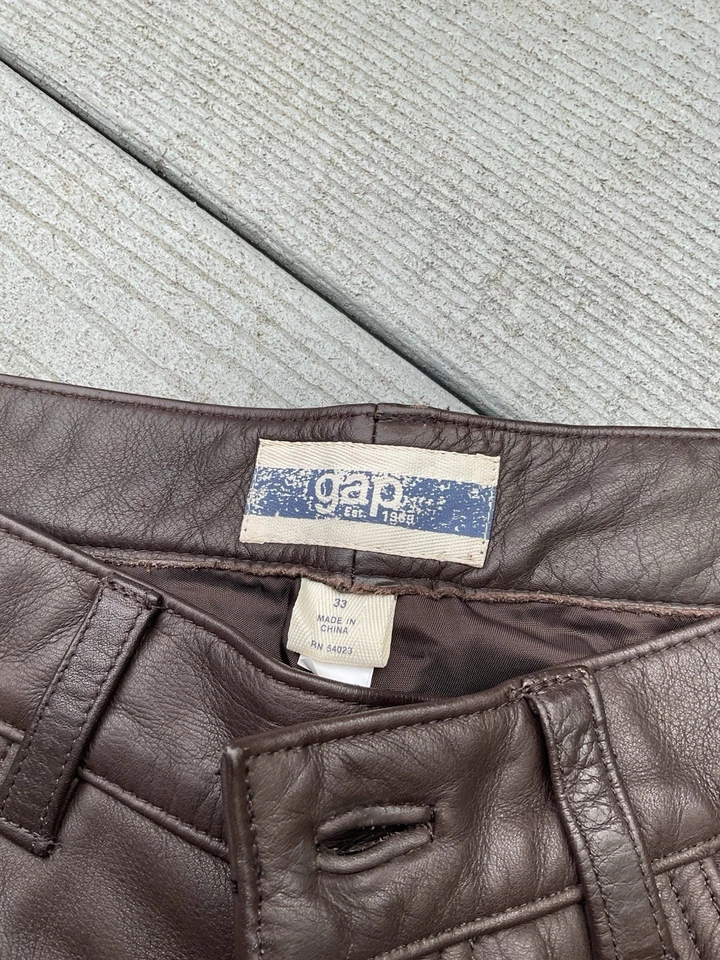 gap
Est. 1969
33
MADE IN
CHINA
RN 54023